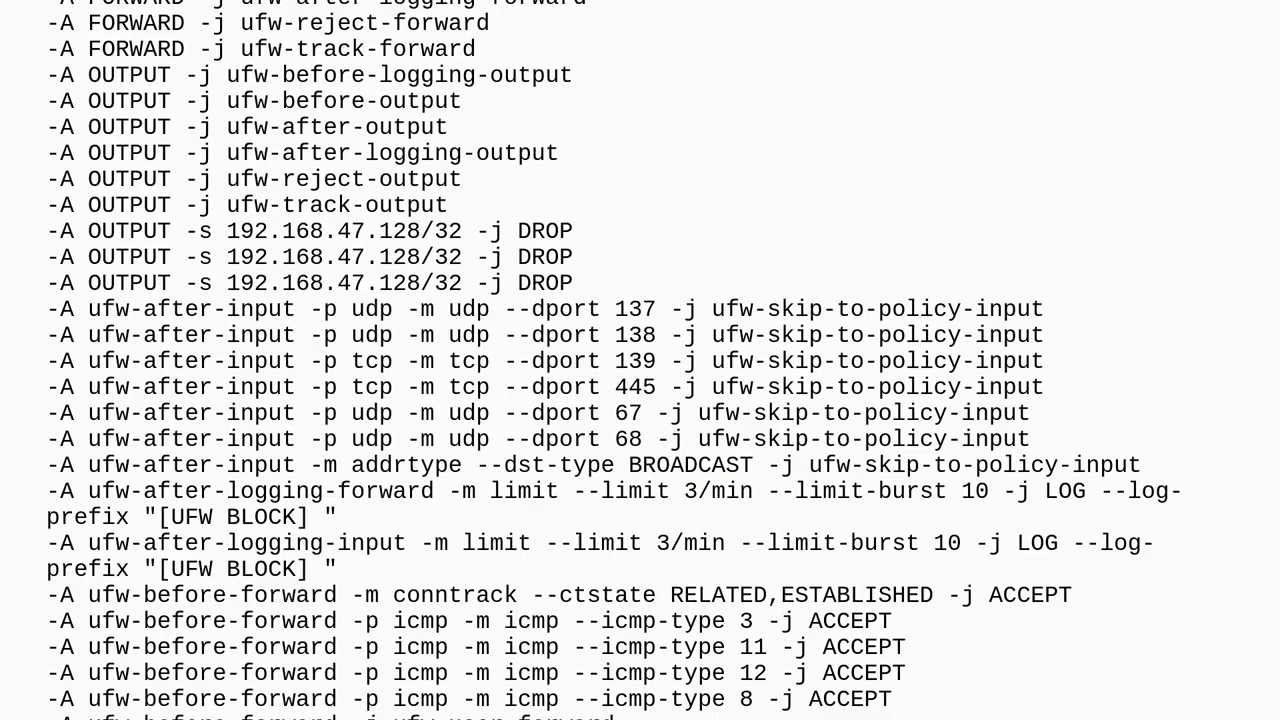 -A FORWARD -j ufw-after-logging-forward
-A FORWARD -j ufw-reject-forward
-A FORWARD -j ufw-track-forward
-A OUTPUT -j ufw-before-logging-output
-A OUTPUT -j ufw-before-output
-A OUTPUT -j ufw-after-output
-A OUTPUT -j ufw-after-logging-output
-A OUTPUT -j ufw-reject-output
-A OUTPUT -j ufw-track-output
-A OUTPUT -s 192.168.47.128/32 -j DROP
-A OUTPUT -s 192.168.47.128/32 -j DROP
-A OUTPUT -s 192.168.47.128/32 -j DROP
-A ufw-after-input -p udp -m udp --dport 137 -j ufw-skip-to-policy-input
-A ufw-after-input -p udp -m udp --dport 138 -j ufw-skip-to-policy-input
-A ufw-after-input -p tcp -m tcp --dport 139 -j ufw-skip-to-policy-input
-A ufw-after-input -p tcp -m tcp --dport 445 -j ufw-skip-to-policy-input
-A ufw-after-input -p udp -m udp --dport 67 -j ufw-skip-to-policy-input
-A ufw-after-input -p udp -m udp --dport 68 -j ufw-skip-to-policy-input
-A ufw-after-input -m addrtype --dst-type BROADCAST -j ufw-skip-to-policy-input
-A ufw-after-logging-forward -m limit --limit 3/min --limit-burst 10 -j LOG --log-
prefix "[UFW BLOCK] "
-A ufw-after-logging-input -m limit --limit 3/min --limit-burst 10 -j LOG --log-
prefix "[UFW BLOCK] "
-A ufw-before-forward -m conntrack --ctstate RELATED,ESTABLISHED -j ACCEPT
-A ufw-before-forward -p icmp -m icmp --icmp-type 3 -j ACCEPT
-A ufw-before-forward -p icmp -m icmp --icmp-type 11 -j ACCEPT
-A ufw-before-forward -p icmp -m icmp --icmp-type 12 -j ACCEPT
-A ufw-before-forward -p icmp -m icmp --icmp-type 8 -j ACCEPT
-A ufw-before-forward -j ufw-user-forward